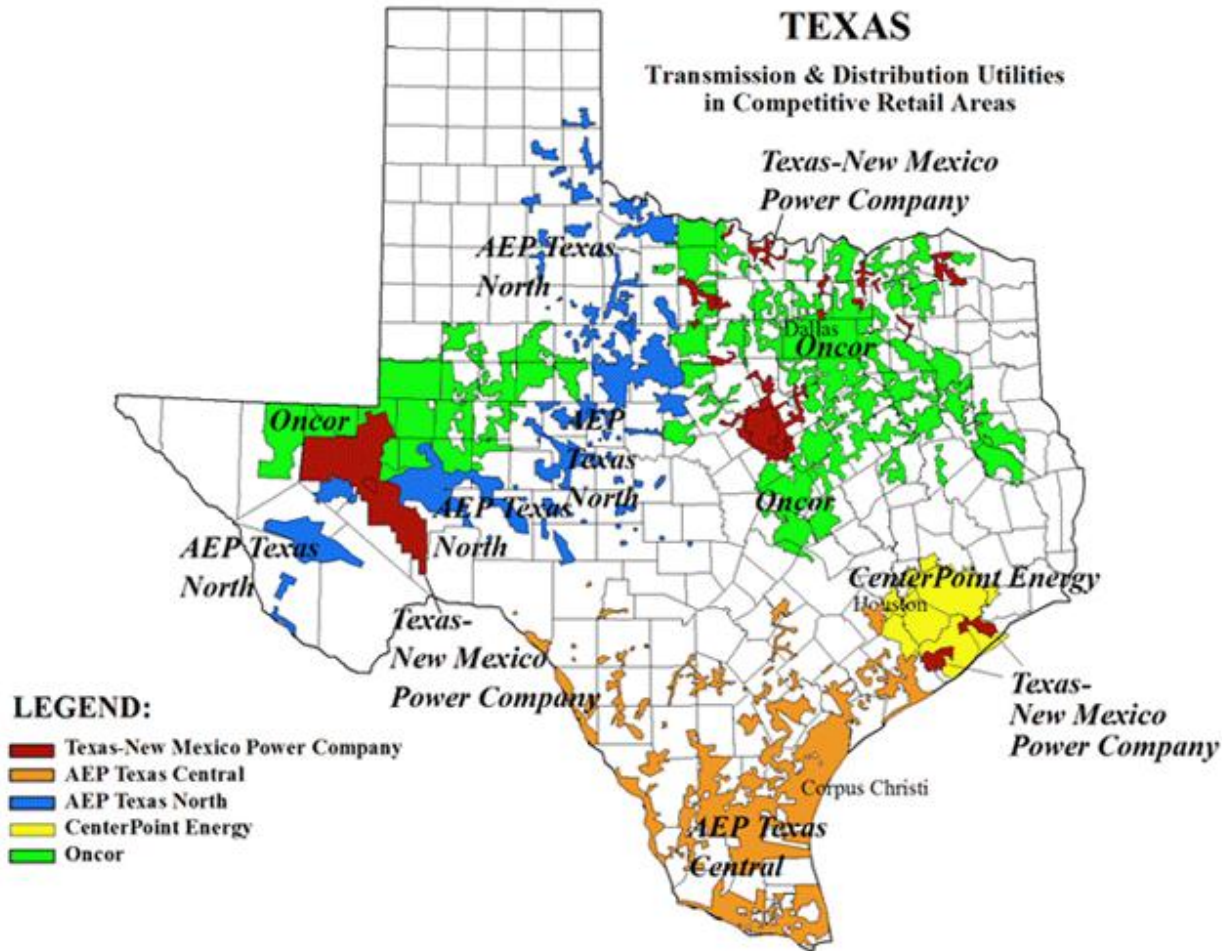 TEXAS
Transmission & Distribution Utilities
in Competitive Retail Areas
Texas-New Mexico
Power Company
AEP Texas
North
Dallas
Oncor
Oncor
AEP
Texas
North
Oncor
AEP Texas
North
AEP Texas
North
CenterPoint Energy
Houston
Texas-
New Mexico
Power Company
Texas-
New Mexico
Power Company
Corpus Christi
AEP Texas
Central
LEGEND:
Texas-New Mexico Power Company
AEP Texas Central
AEP Texas North
CenterPoint Energy
Oncor